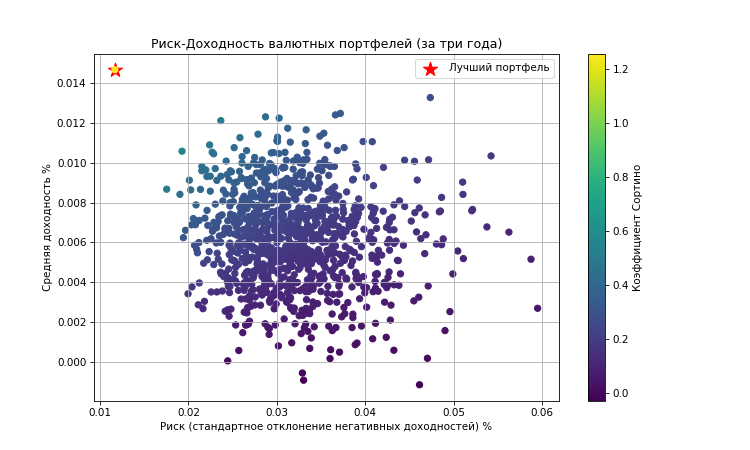 Риск-Доходность валютных портфелей (за три года)
Лучший портфель
Средняя доходность %
0.014
0.012
0.010
0.008
0.006
0.004
0.002
0.000
0.01 0.02 0.03 0.04 0.05 0.06
Риск (стандартное отклонение негативных доходностей) %
1.2
1.0
0.8
0.6
0.4
0.2
0.0
Коэффициент Сортино